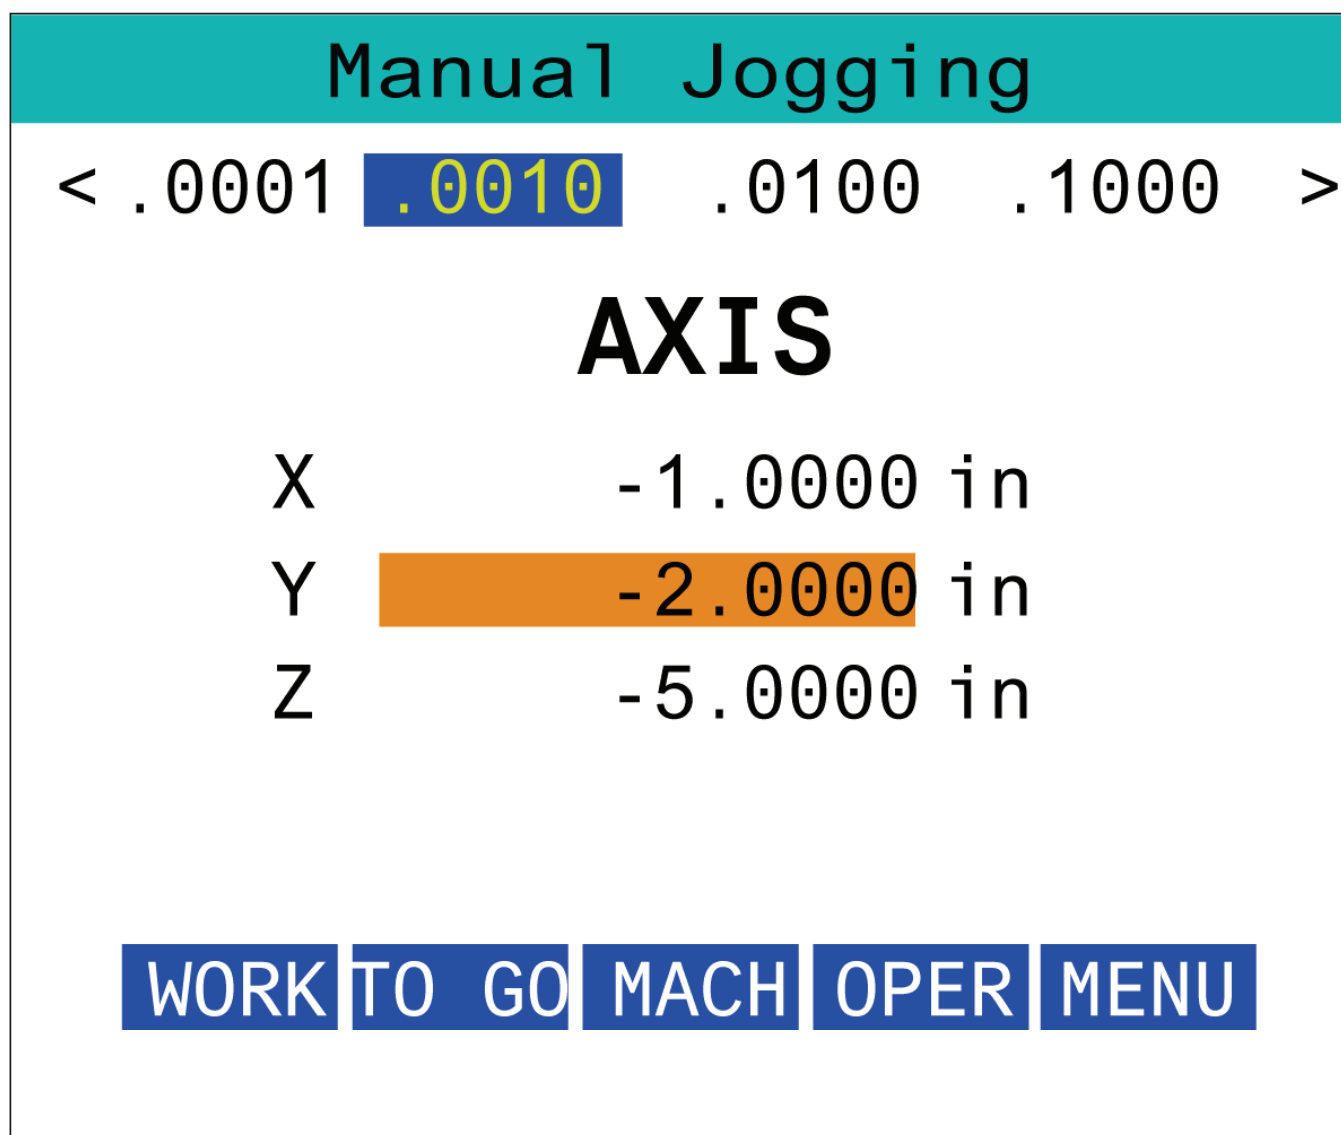 Manual Jogging
< .0001 .0010 .0100 .1000 >
AXIS
X -1.0000 in
Y -2.0000 in
Z -5.0000 in
WORK TO GO MACH OPER MENU